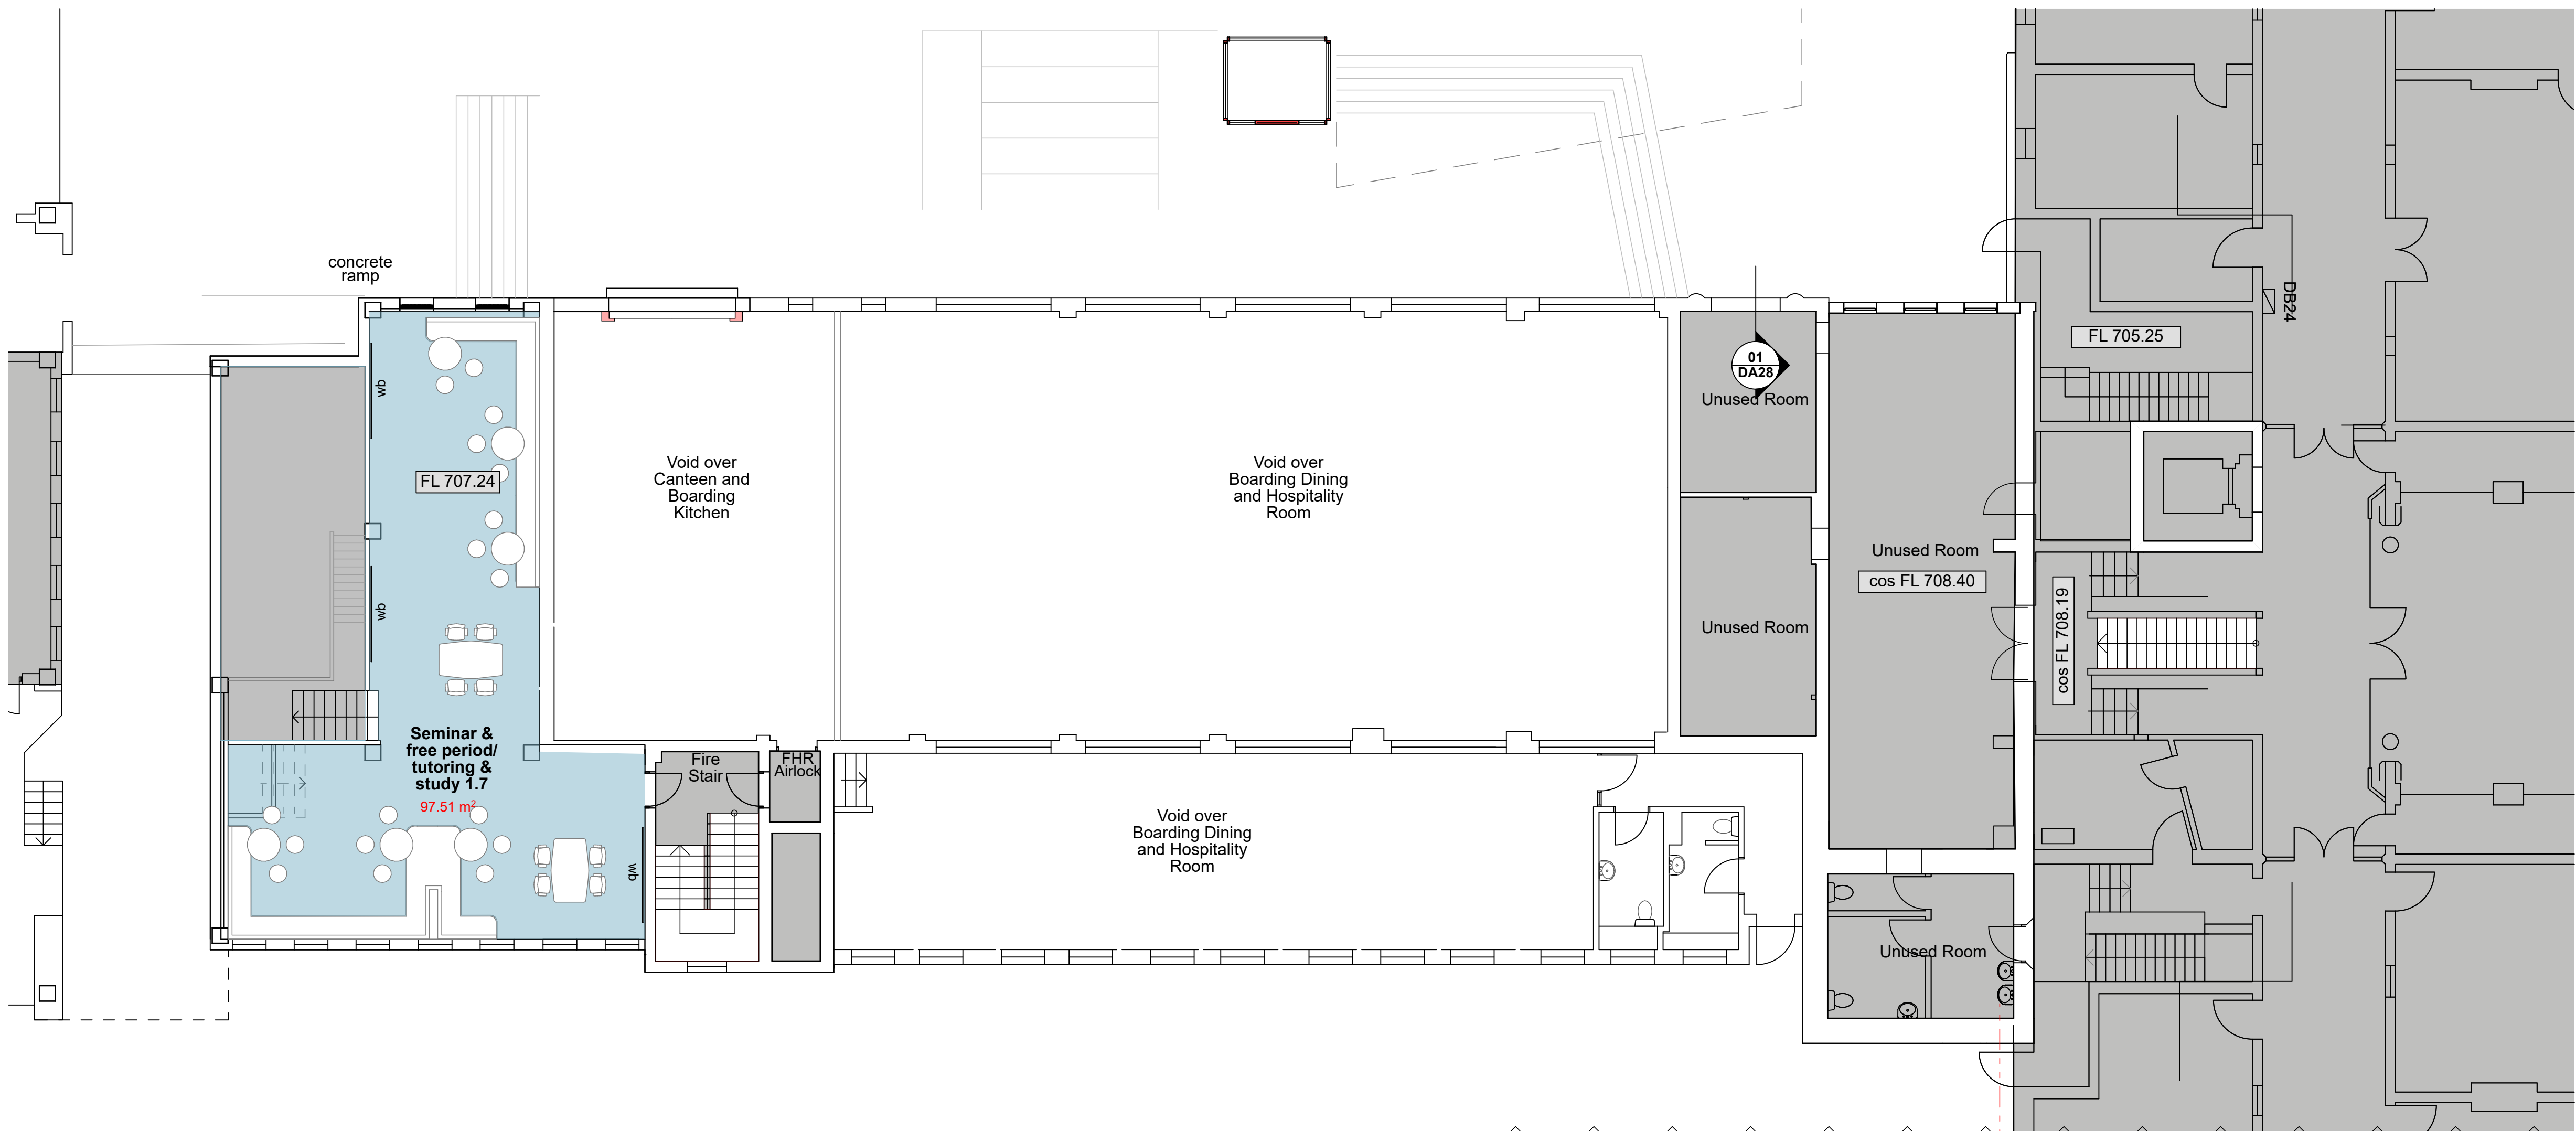 concrete
ramp
wb
FL 707.24
wb
Seminar &
free period/
tutoring &
study 1.7
97.51 m²
wb
Void over
Canteen and
Boarding
Kitchen
Fire
Stair
FHR
Airlock
Void over
Boarding Dining
and Hospitality
Room
Void over
Boarding Dining
and Hospitality
Room
01
DA28
Unused Room
Unused Room
Unused Room
cos FL 708.40
Unused Room
FL 705.25
DB24
cos FL 708.19